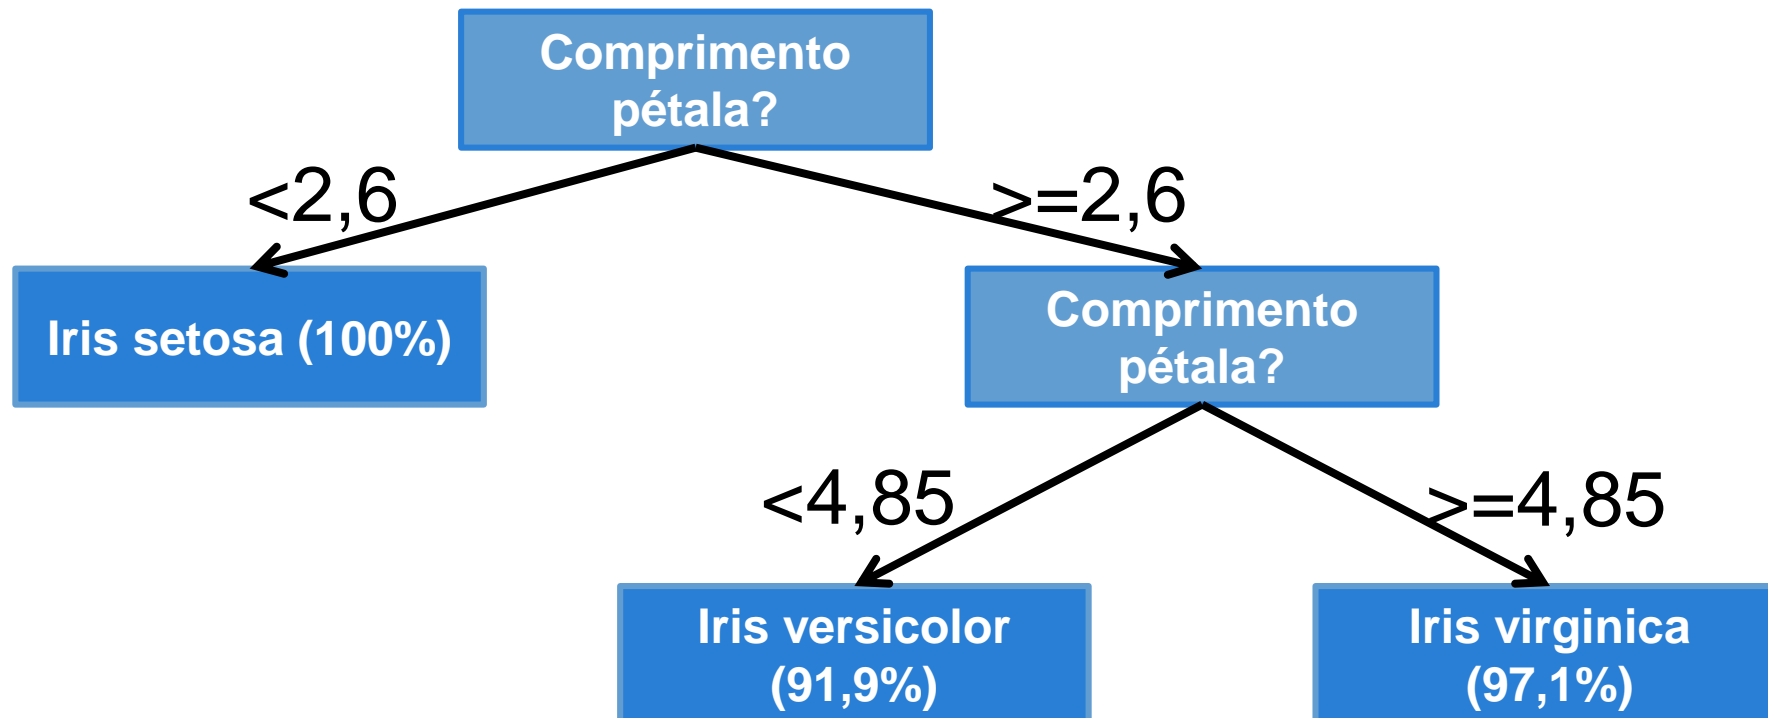 Comprimento
pétala?
<2,6
>=2,6
Iris setosa (100%)
Comprimento
pétala?
<4,85
>=4,85
Iris versicolor
(91,9%)
Iris virginica
(97,1%)